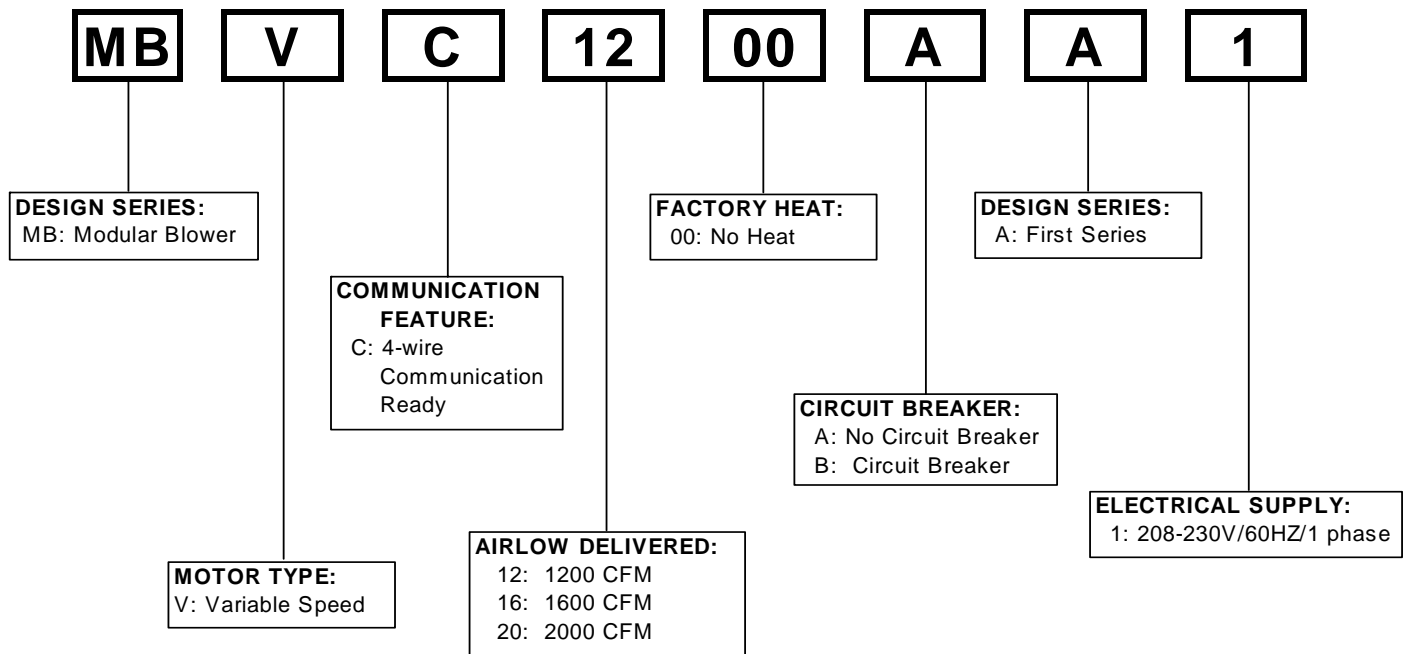 MB V C 12 00 A A 1
DESIGN SERIES:
MB: Modular Blower
FACTORY HEAT:
00: No Heat
DESIGN SERIES:
A: First Series
COMMUNICATION
FEATURE:
C: 4-wire
Communication
Ready
CIRCUIT BREAKER:
A: No Circuit Breaker
B: Circuit Breaker
ELECTRICAL SUPPLY:
1: 208-230V/60HZ/1 phase
AIRLOW DELIVERED:
12: 1200 CFM
16: 1600 CFM
20: 2000 CFM
MOTOR TYPE:
V: Variable Speed